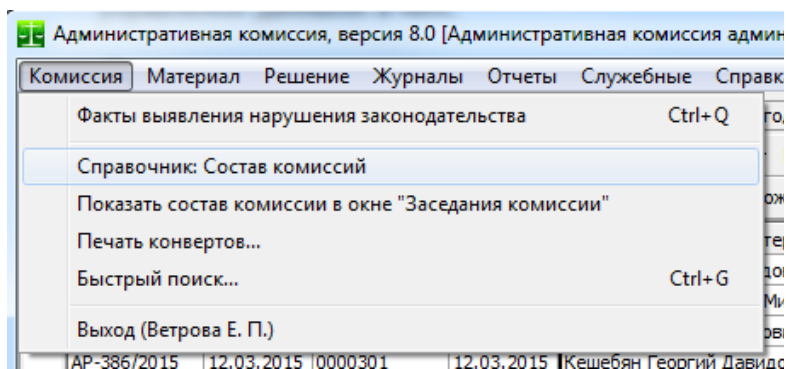 Административная комиссия, версия 8.0 [Административная комиссия
Комиссия Материал Решение Журналы Отчеты Служебные
Факты выявления нарушения законодательства Ctrl+Q
Справочник: Состав комиссий
Показать состав комиссии в окне "Заседания комиссии"
Печать конвертов...
Быстрый поиск... Ctrl+G
Выход (Ветрова Е. П.)
АР-386/2015 12.03.2015 0000301 12.03.2015 Кешебян Георгий